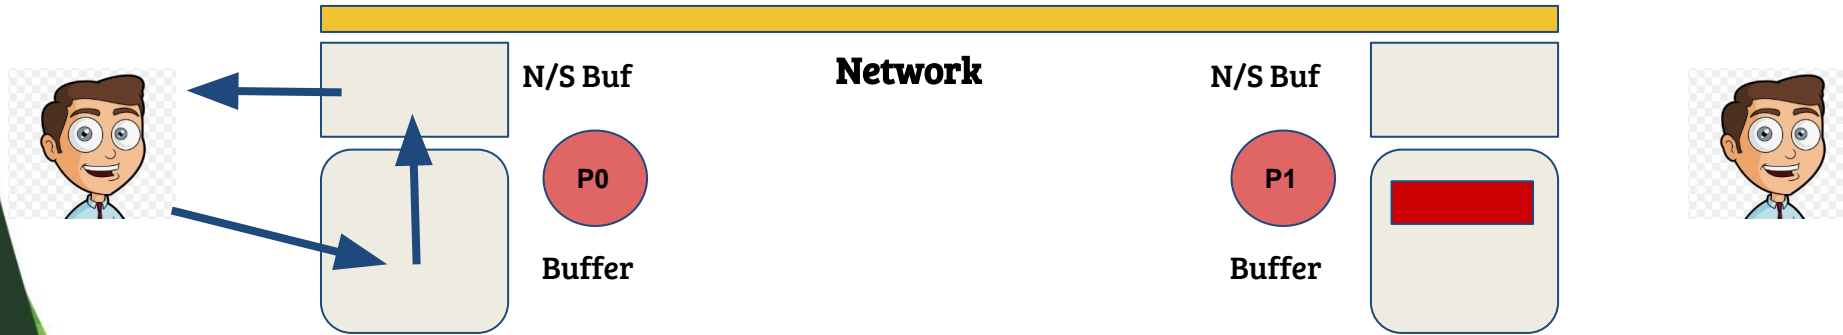 N/S Buf
Network
N/S Buf
P0
P1
Buffer
Buffer